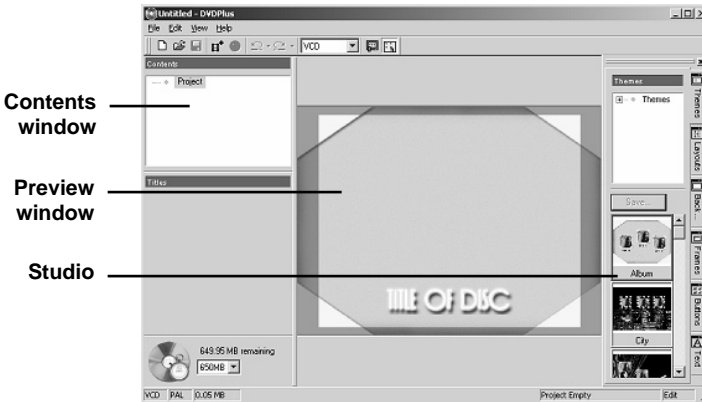 Untitled - DVDPlus
File Edit View Help
VCD
Contents
Project
Contents window
Titles
Preview window
Studio
TITLE OF DISC
649.95 MB remaining
650MB
Themes
Themes
Save...
Album
City
Themes
Layouts
Back...
Frames
Buttons
Text
VCD PAL 0.05 MB
Project Empty
Edit